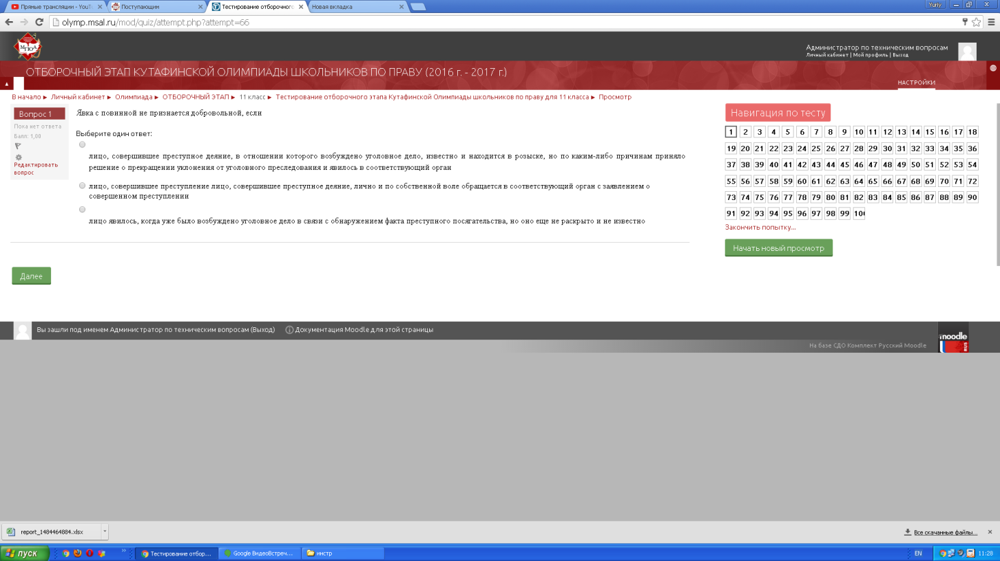 Прямые трансляции - YouT
Поступающим
Тестирование отборочног
Новая вкладка
Yuriy
olymp.msal.ru/mod/quiz/attempt.php?attempt=66
МГЮА
Администратор по техническим вопросам
Личный кабинет | Мой профиль | Выход
ОТБОРОЧНЫЙ ЭТАП КУТАФИНСКОЙ ОЛИМПИАДЫ ШКОЛЬНИКОВ ПО ПРАВУ (2016 г. - 2017 г.)
НАСТРОЙКИ
В начало ► Личный кабинет ► Олимпиада ► ОТБОРОЧНЫЙ ЭТАП ► 11 класс ► Тестирование отборочного этапа Кутафинской Олимпиады школьников по праву для 11 класса ► Просмотр
Вопрос 1
Пока нет ответа
Балл: 1,00
Редактировать
вопрос
Явка с повинной не признается добровольной, если
Выберите один ответ:
лицо, совершившее преступное деяние, в отношении которого возбуждено уголовное дело, известно и находится в розыске, но по каким-либо причинам приняло
решение о прекращении уклонения от уголовного преследования и явилось в соответствующий орган
лицо, совершившее преступление лицо, совершившее преступное деяние, лично и по собственной воле обращается в соответствующий орган с заявлением о
совершенном преступлении
лицо явилось, когда уже было возбуждено уголовное дело в связи с обнаружением факта преступного посягательства, но оно еще не раскрыто и не известно
Далее
Навигация по тесту
1 2 3 4 5 6 7 8 9 10 11 12 13 14 15 16 17 18
19 20 21 22 23 24 25 26 27 28 29 30 31 32 33 34 35 36
37 38 39 40 41 42 43 44 45 46 47 48 49 50 51 52 53 54
55 56 57 58 59 60 61 62 63 64 65 66 67 68 69 70 71 72
73 74 75 76 77 78 79 80 81 82 83 84 85 86 87 88 89 90
91 92 93 94 95 96 97 98 99 100
Закончить попытку...
Начать новый просмотр
Вы зашли под именем Администратор по техническим вопросам (Выход)
Документация Moodle для этой страницы
На базе СДО Комплект Русский Moodle
moodle
RUS
report_1484464884.xlsx
Все скачанные файлы...
пуск
Тестирование отбор...
Google ВидеоВстреч...
инстр
EN
11:28